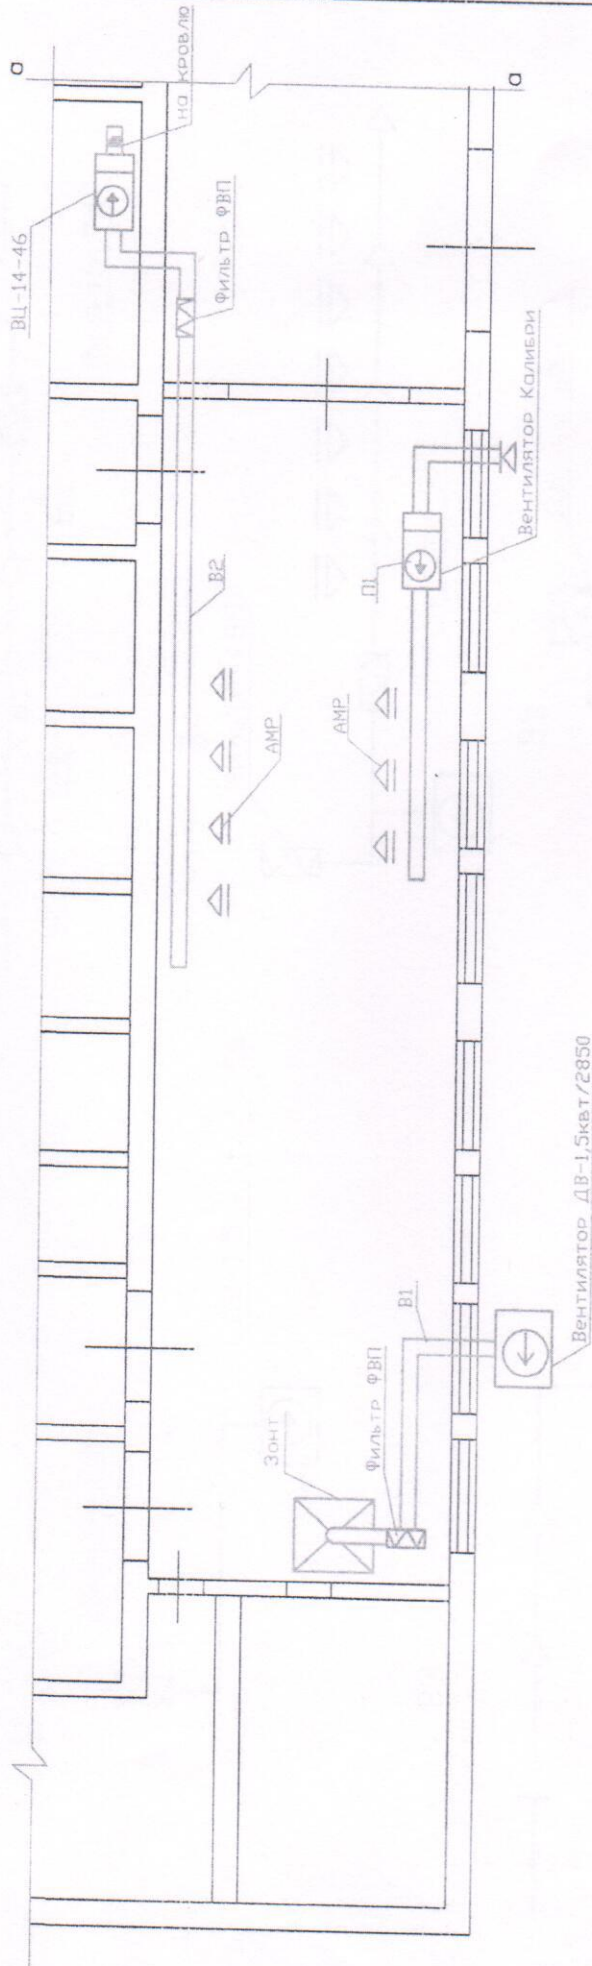 а
на кровлю
ВЦ-14-46
Фильтр ФВП
В2
П1
Вентилятор Калибри
АМР
АМР
а
В1
Зонт
Фильтр ФВП
Вентилятор ДВ-1,5квт/2850